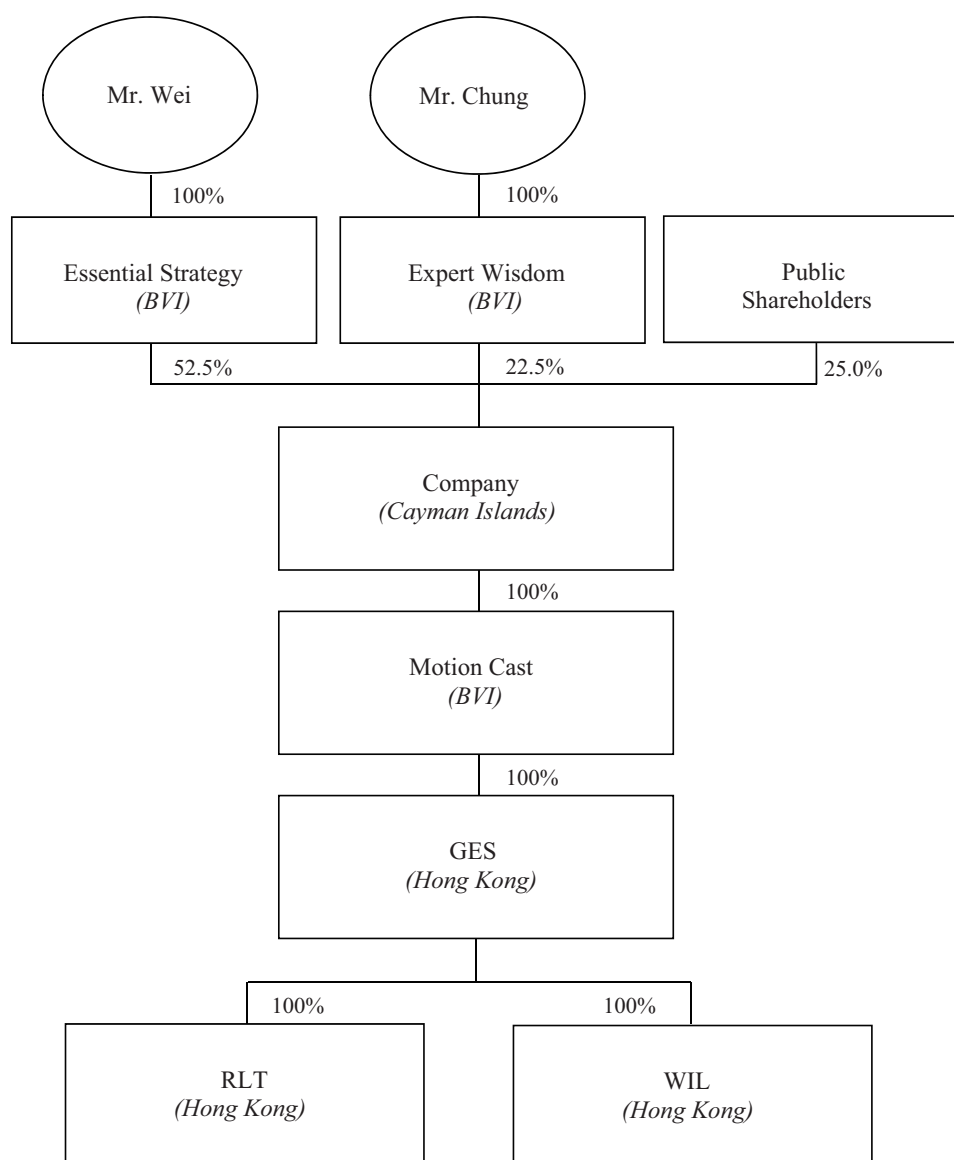 Mr. Wei
Mr. Chung
100%
100%
Essential Strategy
(BVI)
Expert Wisdom
(BVI)
Public
Shareholders
52.5%
22.5%
25.0%
Company
(Cayman Islands)
100%
Motion Cast
(BVI)
100%
GES
(Hong Kong)
100%
100%
RLT
(Hong Kong)
WIL
(Hong Kong)